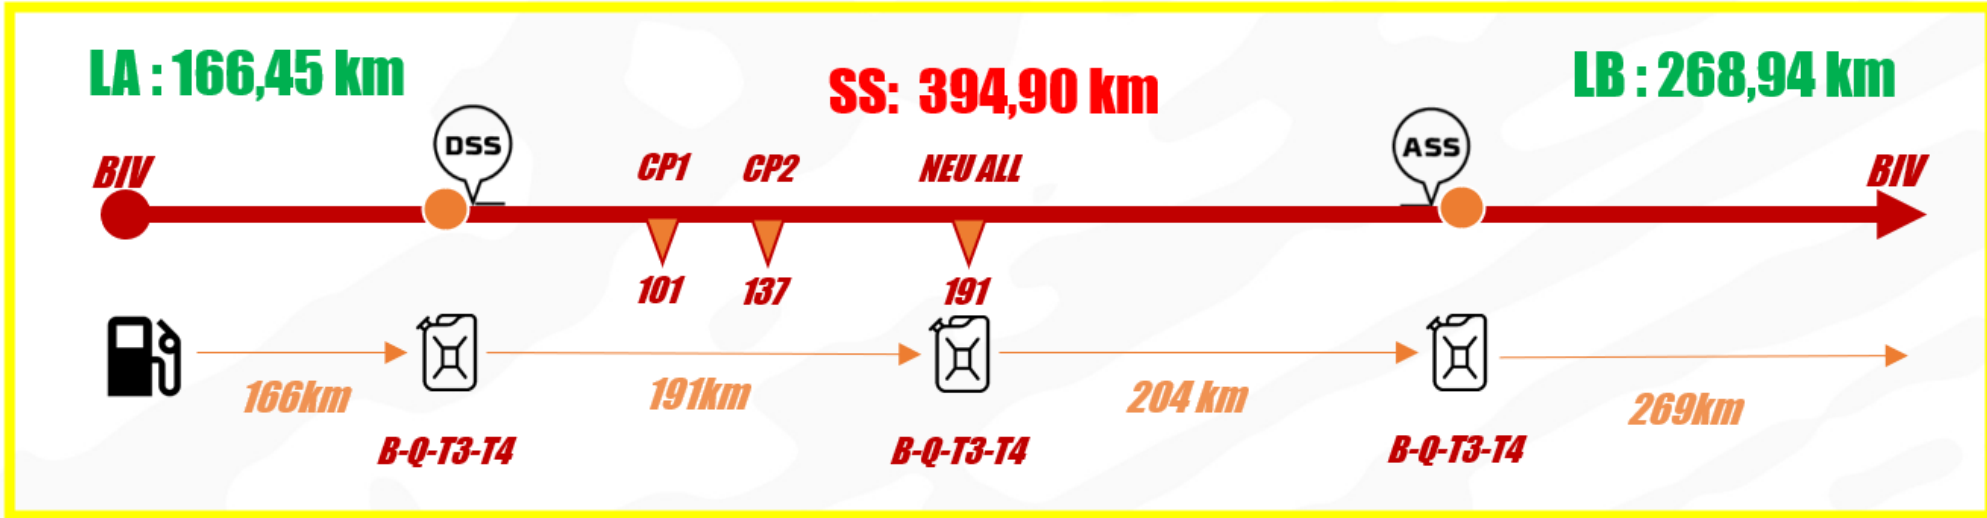 LA : 166,45 km
SS: 394,90 km
LB : 268,94 km
DSS
ASS
BIV
CP1
CP2
NEU ALL
BIV
101
137
191
166km
191km
204 km
269km
B-Q-T3-T4
B-Q-T3-T4
B-Q-T3-T4